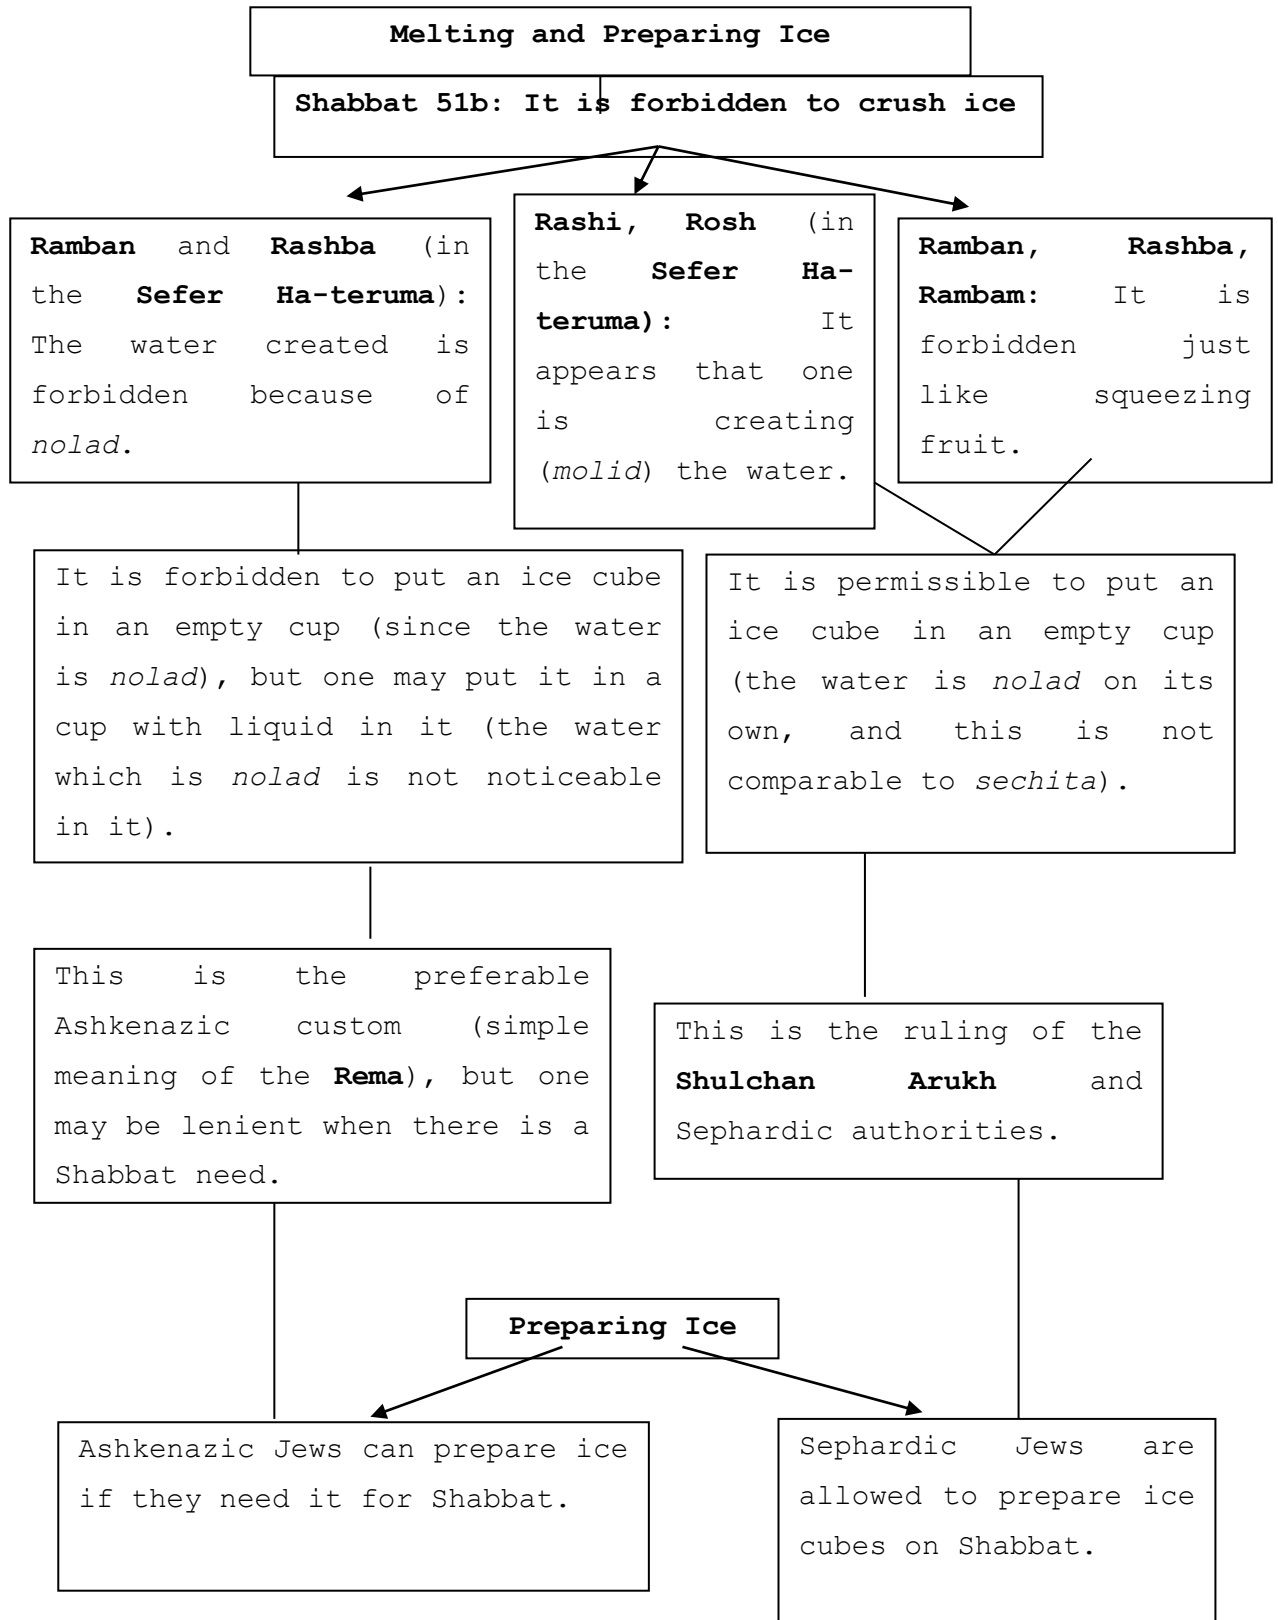 Melting and Preparing Ice
Shabbat 51b: It is forbidden to crush ice
Ramban and Rashba (in
the Sefer Ha-teruma):
The water created is
forbidden because of
nolad.
Rashi, Rosh (in
the Sefer Ha-
teruma): It
appears that one
is creating
(molid) the water.
Ramban, Rashba,
Rambam: It is
forbidden just
like squeezing
fruit.
It is forbidden to put an ice cube
in an empty cup (since the water
is nolad), but one may put it in a
cup with liquid in it (the water
which is nolad is not noticeable
in it).
It is permissible to put an
ice cube in an empty cup
(the water is nolad on its
own, and this is not
comparable to sechita).
This is the preferable
Ashkenazic custom (simple
meaning of the Rema), but one
may be lenient when there is a
Shabbat need.
This is the ruling of the
Shulchan Arukh and
Sephardic authorities.
Preparing Ice
Ashkenazic Jews can prepare ice
if they need it for Shabbat.
Sephardic Jews are
allowed to prepare ice
cubes on Shabbat.